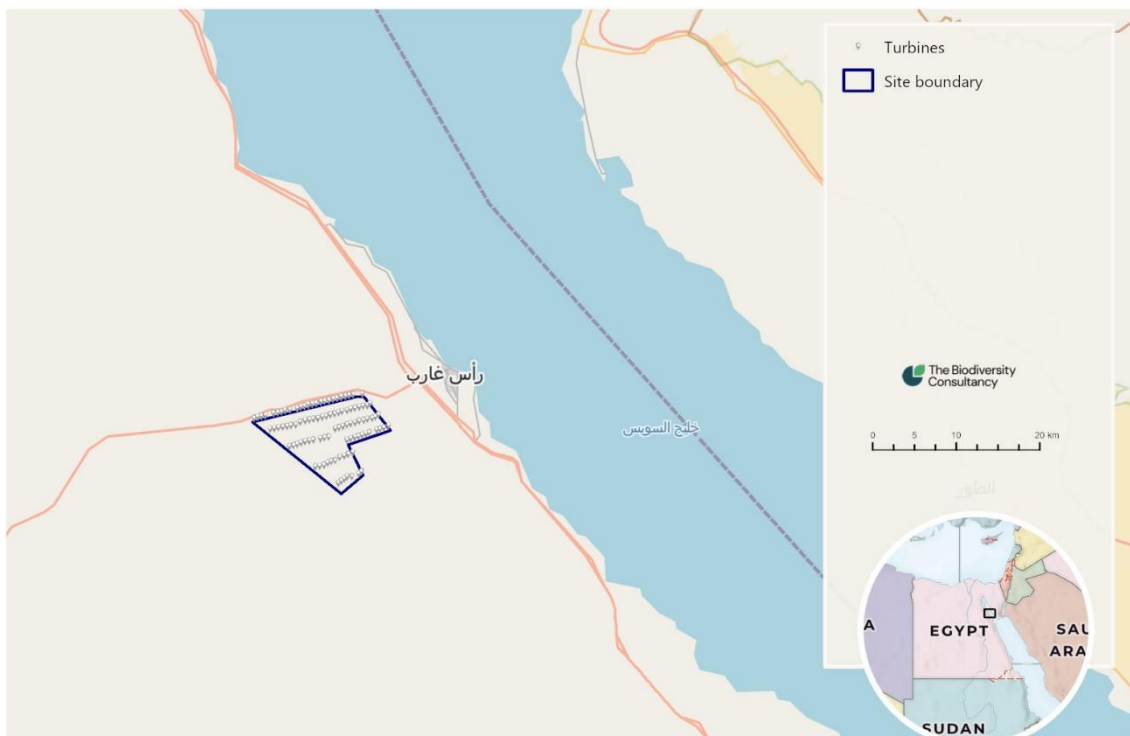 Turbines
Site boundary
رأس غارب
خليج السويس
The Biodiversity
Consultancy
0 5 10 20 km
الطور
EGYPT
SAU
ARA
A
SUDAN